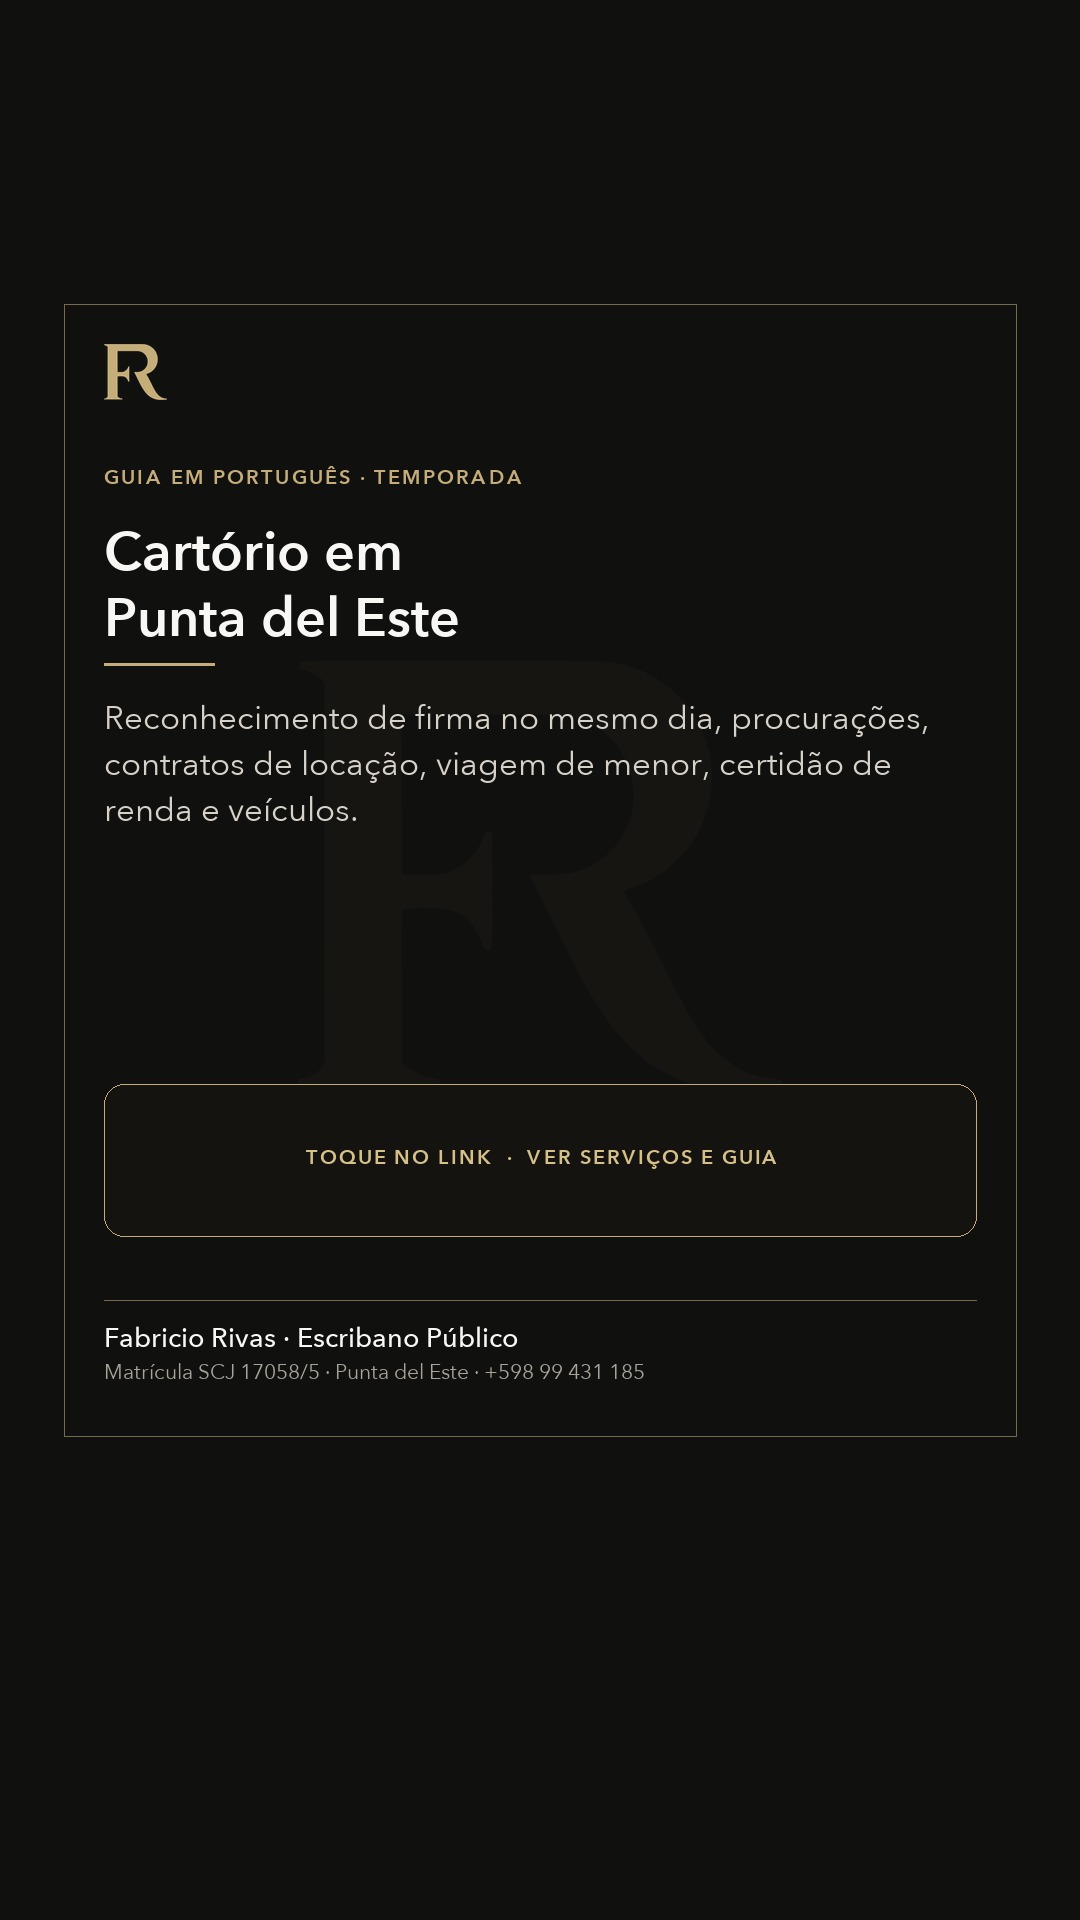 FR
GUIA EM PORTUGUÊS · TEMPORADA
Cartório em
Punta del Este
Reconhecimento de firma no mesmo dia, procurações,
contratos de locação, viagem de menor, certidão de
renda e veículos.
TOQUE NO LINK · VER SERVIÇOS E GUIA
Fabricio Rivas · Escribano Público
Matrícula SCJ 17058/5 · Punta del Este · +598 99 431 185